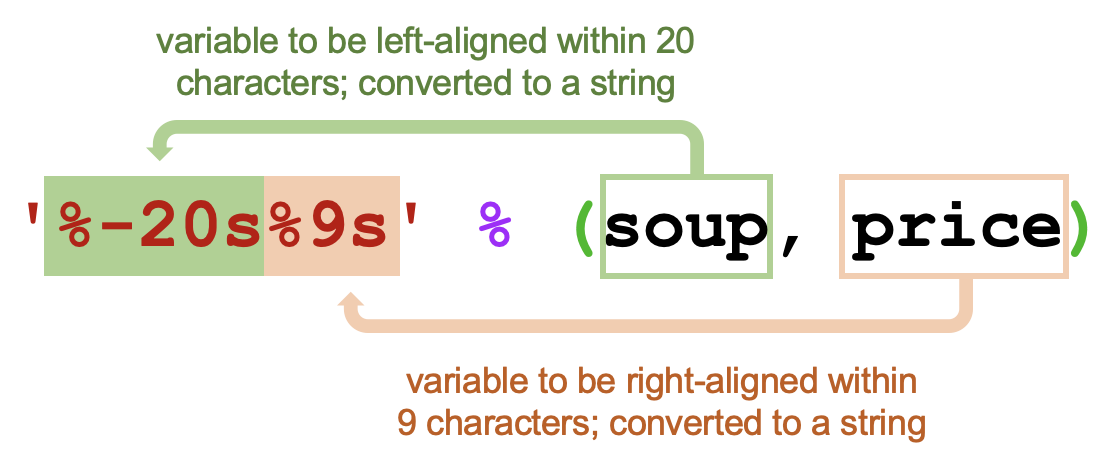 variable to be left-aligned within 20
characters; converted to a string
'%-20s%9s' % (soup, price)
variable to be right-aligned within
9 characters; converted to a string